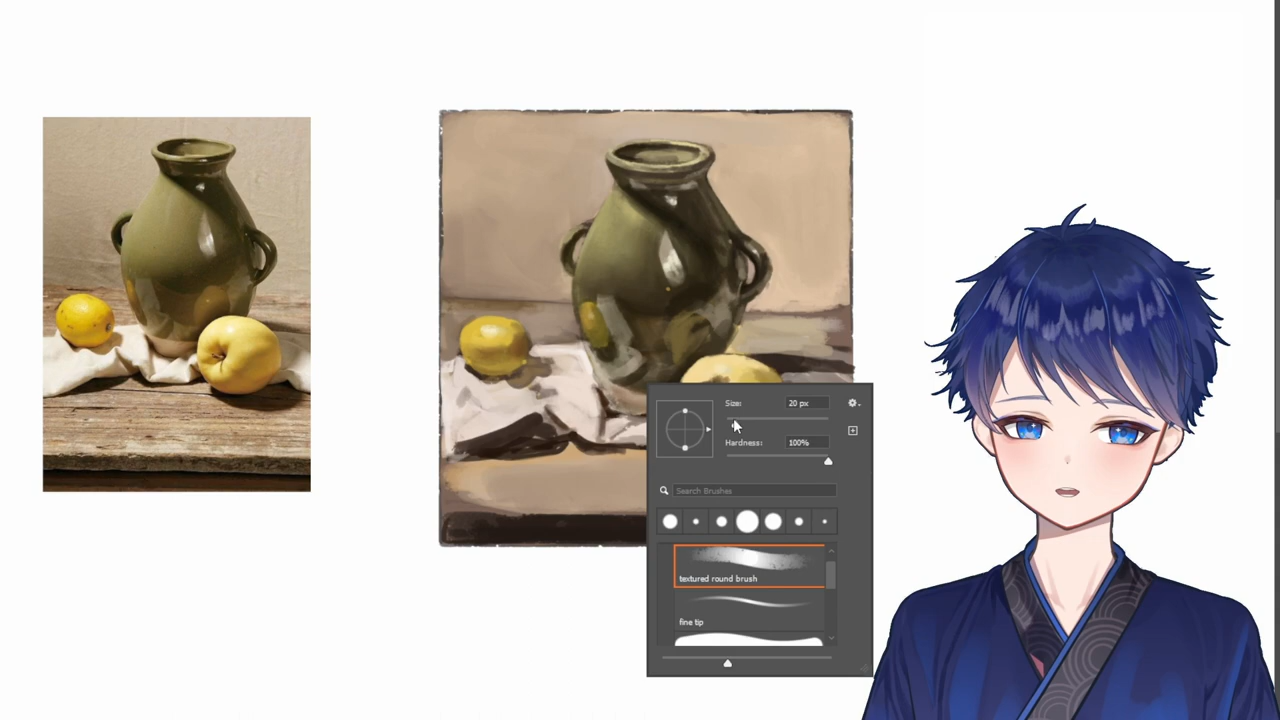 Size:
20 px
Hardness:
100%
Search Brushes
textured round brush
fine tip